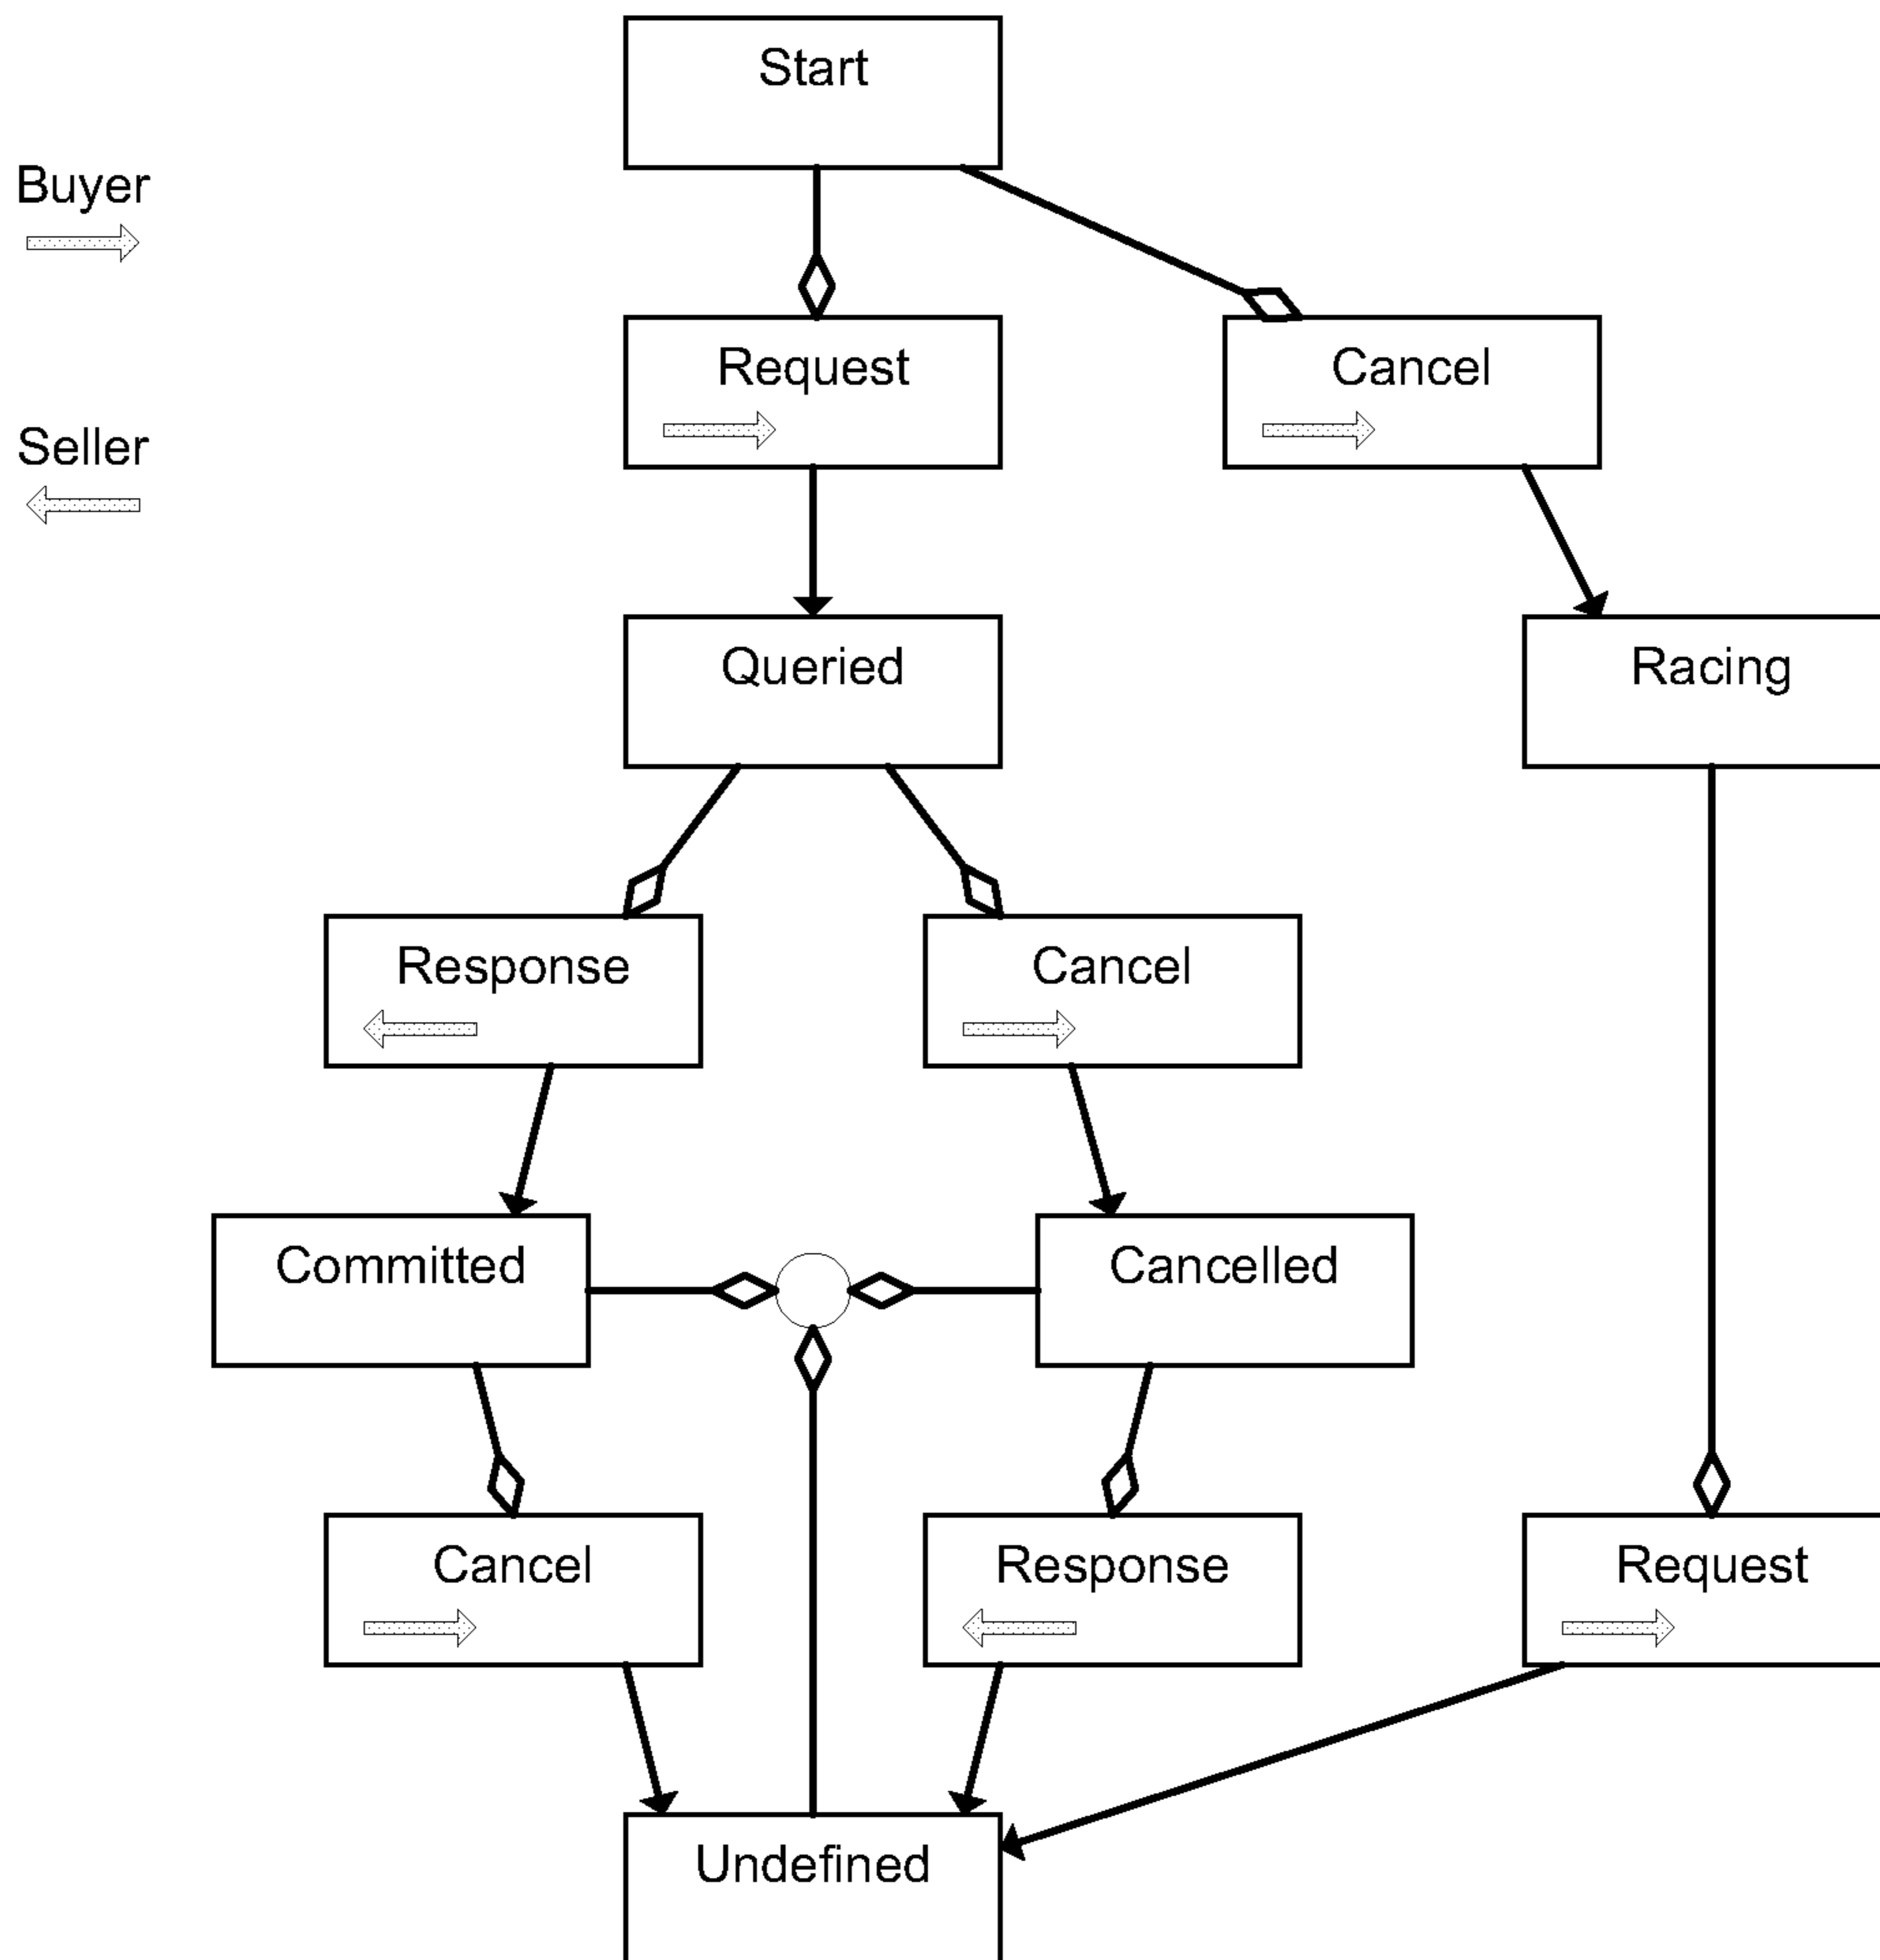 Start
Buyer
Request
Cancel
Seller
Queried
Racing
Response
Cancel
Committed
Cancelled
Cancel
Response
Request
Undefined